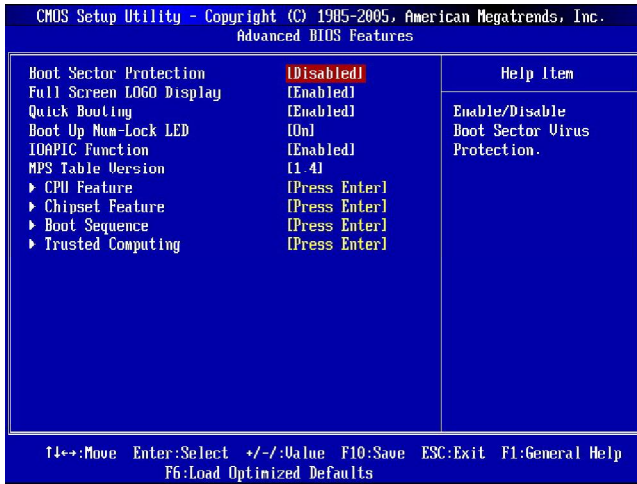 CMOS Setup Utility - Copyright (C) 1985-2005, American Megatrends, Inc.
Advanced BIOS Features
Boot Sector Protection [Disabled]
Full Screen LOGO Display [Enabled]
Quick Booting [Enabled]
Boot Up Num-Lock LED [On]
IOAPIC Function [Enabled]
MPS Table Version [1.4]
▶ CPU Feature [Press Enter]
▶ Chipset Feature [Press Enter]
▶ Boot Sequence [Press Enter]
▶ Trusted Computing [Press Enter]
Help Item
Enable/Disable
Boot Sector Virus
Protection.
↑↓←→:Move Enter:Select +/-/:Value F10:Save ESC:Exit F1:General Help
F6:Load Optimized Defaults